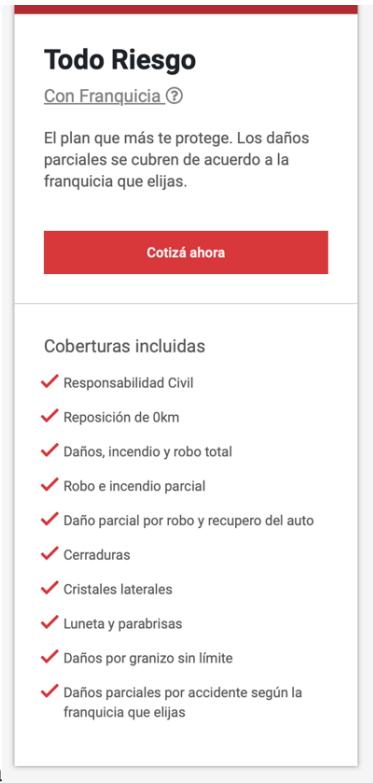 Todo Riesgo
Con Franquicia ?
El plan que más te protege. Los daños
parciales se cubren de acuerdo a la
franquicia que elijas.
Cotizá ahora
Coberturas incluidas
Responsabilidad Civil
Reposición de 0km
Daños, incendio y robo total
Robo e incendio parcial
Daño parcial por robo y recupero del auto
Cerraduras
Cristales laterales
Luneta y parabrisas
Daños por granizo sin límite
Daños parciales por accidente según la
franquicia que elijas